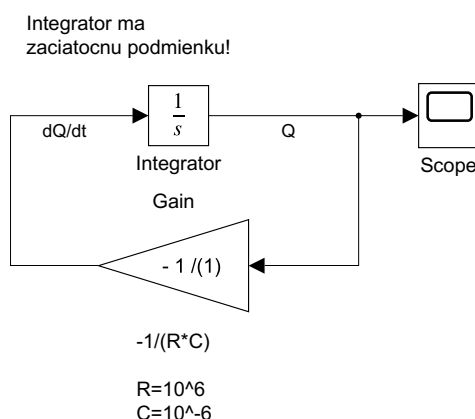 Integrator ma
zaciatocnu podmienku!
1
s
dQ/dt
Q
Integrator
Scope
Gain
- 1 /(1)
-1/(R*C)
R=10^6
C=10^-6